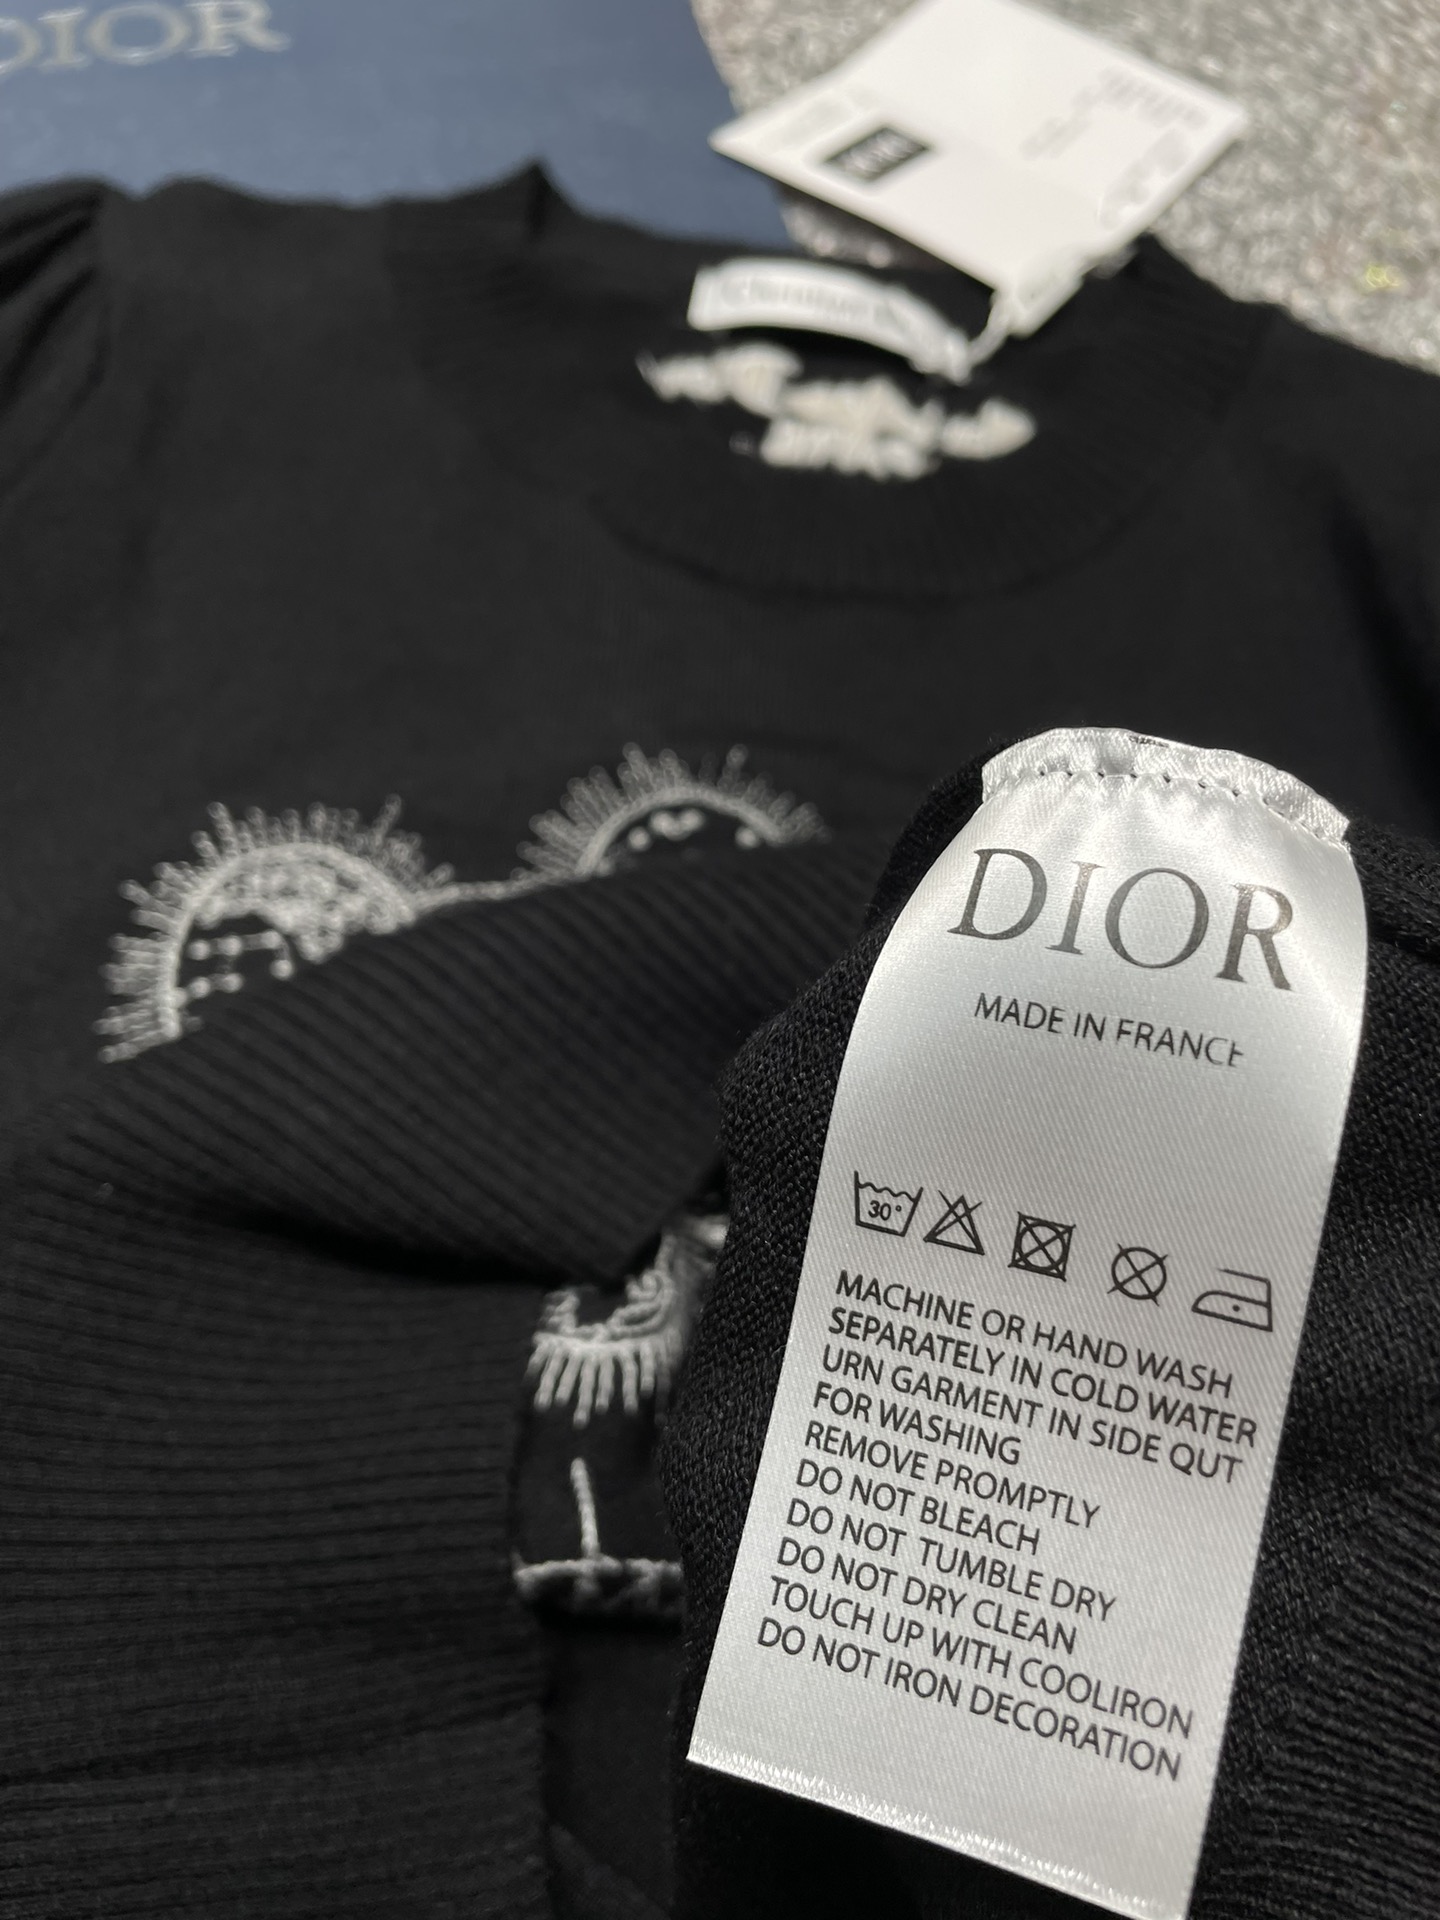 DIOR
DIOR
DIOR
MADE IN FRANCE
30°
MACHINE OR HAND WASH
SEPARATELY IN COLD WATER
URN GARMENT IN SIDE QUT
FOR WASHING
REMOVE PROMPTLY
DO NOT BLEACH
DO NOT TUMBLE DRY
DO NOT DRY CLEAN
TOUCH UP WITH COOLIRON
DO NOT IRON DECORATION